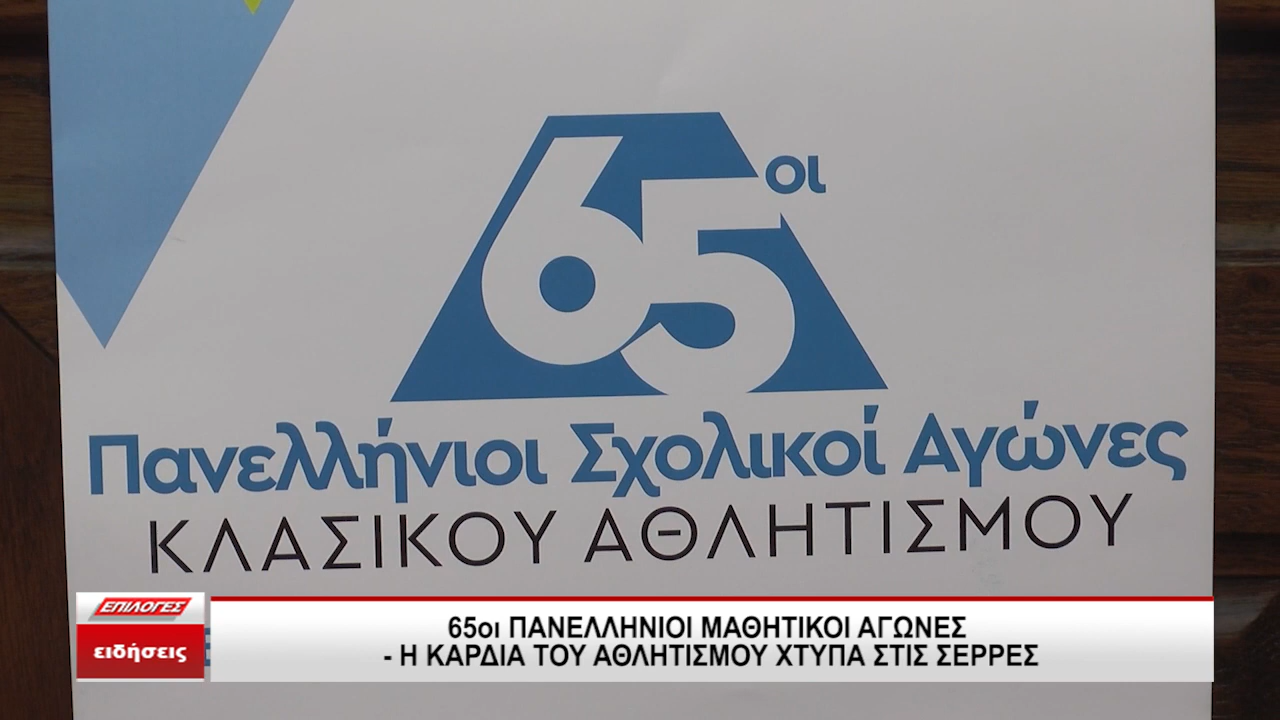 65οι
Πανελλήνιοι Σχολικοί Αγώνες
ΚΛΑΣΙΚΟΥ ΑΘΛΗΤΙΣΜΟΥ
ΕΠΙΛΟΓΕΣ
ειδήσεις
65οι ΠΑΝΕΛΛΗΝΙΟΙ ΜΑΘΗΤΙΚΟΙ ΑΓΩΝΕΣ
- Η ΚΑΡΔΙΑ ΤΟΥ ΑΘΛΗΤΙΣΜΟΥ ΧΤΥΠΑ ΣΤΙΣ ΣΕΡΡΕΣ